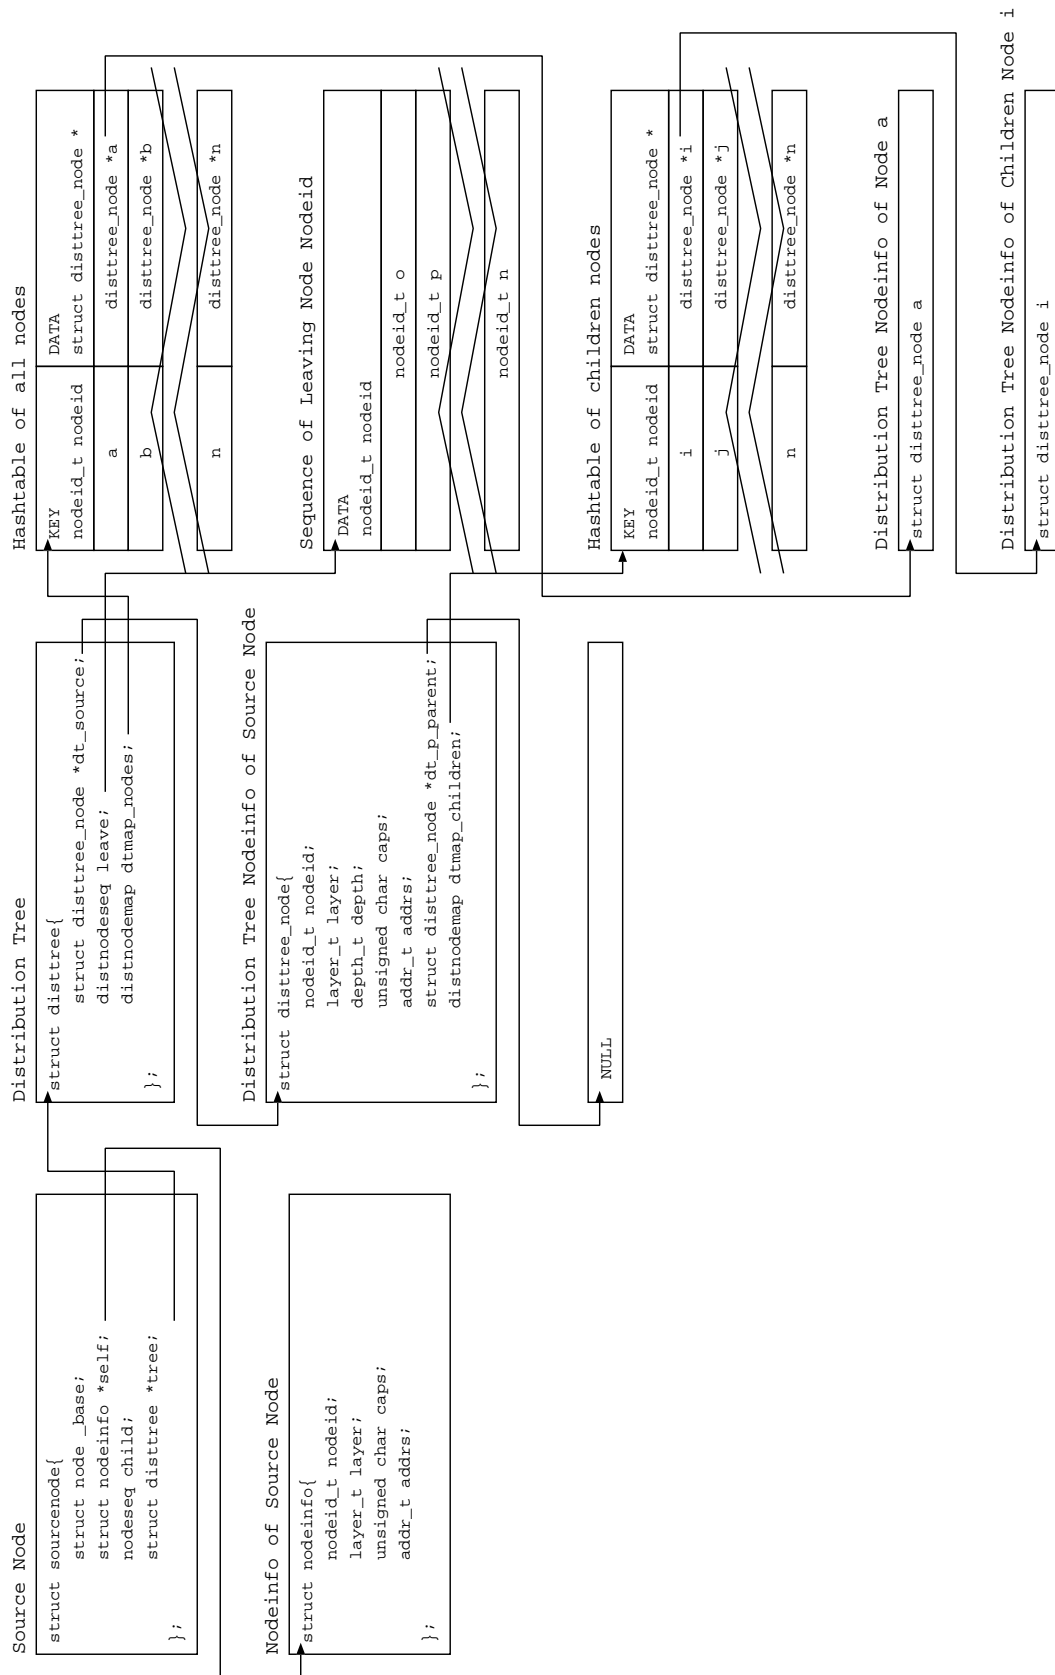 Source Node
struct sourcenode{
struct node _base;
struct nodeinfo *self;
nodeseq child;
struct disttree *tree;
};
Nodeinfo of Source Node
struct nodeinfo{
nodeid_t nodeid;
layer_t layer;
unsigned char caps;
addr_t addrs;
};
Distribution Tree
struct disttree{
struct disttree_node *dt_source;
distnodeseq leave;
distnodemap dtmap_nodes;
};
Distribution Tree Nodeinfo of Source Node
struct disttree_node{
nodeid_t nodeid;
layer_t layer;
depth_t depth;
unsigned char caps;
addr_t addrs;
struct disttree_node *dt_p_parent;
distnodemap dtmap_children;
};
NULL
Hashtable of all nodes
KEY DATA
nodeid_t nodeid struct disttree_node *
a disttree_node *a
b disttree_node *b
n disttree_node *n
Sequence of Leaving Node Nodeid
DATA
nodeid_t nodeid
nodeid_t o
nodeid_t p
nodeid_t n
Hashtable of children nodes
KEY DATA
nodeid_t nodeid struct disttree_node *
i disttree_node *i
j disttree_node *j
n disttree_node *n
Distribution Tree Nodeinfo of Node a
struct disttree_node a
Distribution Tree Nodeinfo of Children Node i
struct disttree_node i